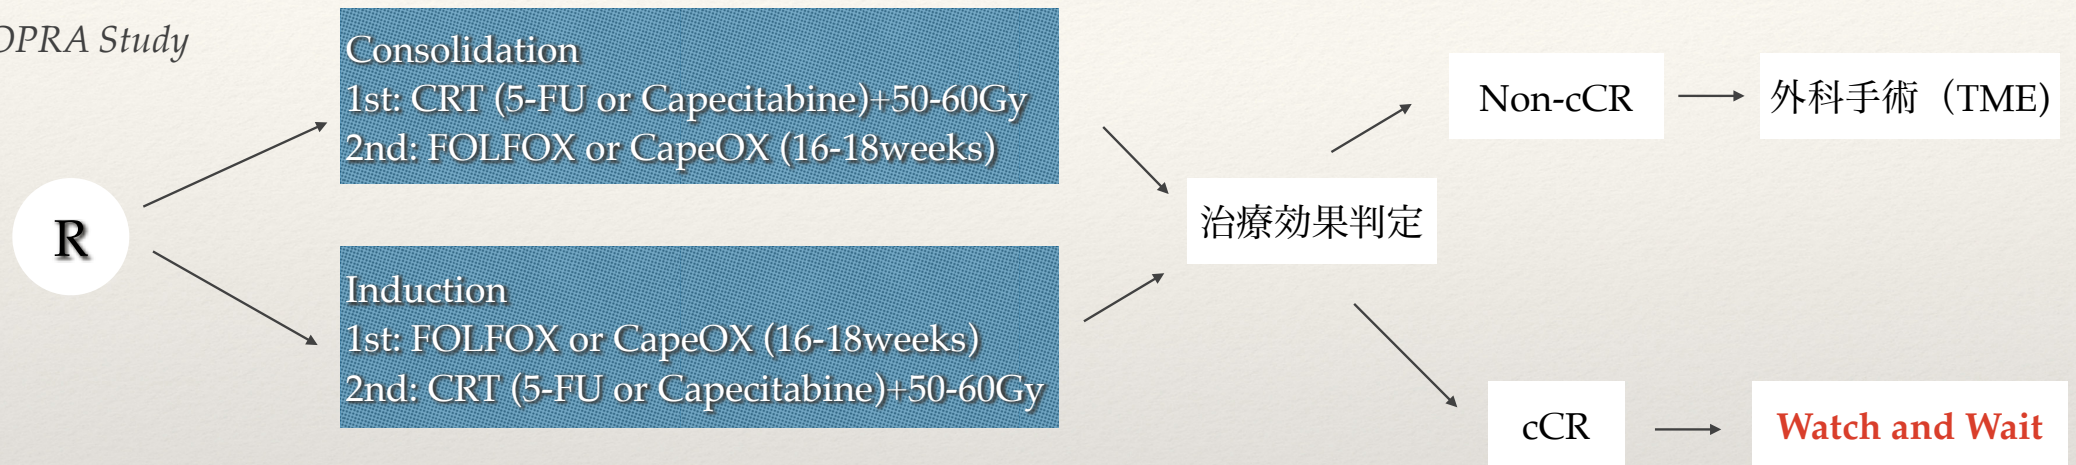 OPRA Study
Consolidation
1st: CRT (5-FU or Capecitabine)+50-60Gy
2nd: FOLFOX or CapeOX (16-18weeks)
R
Induction
1st: FOLFOX or CapeOX (16-18weeks)
2nd: CRT (5-FU or Capecitabine)+50-60Gy
治療効果判定
Non-cCR
外科手術（TME)
cCR
Watch and Wait